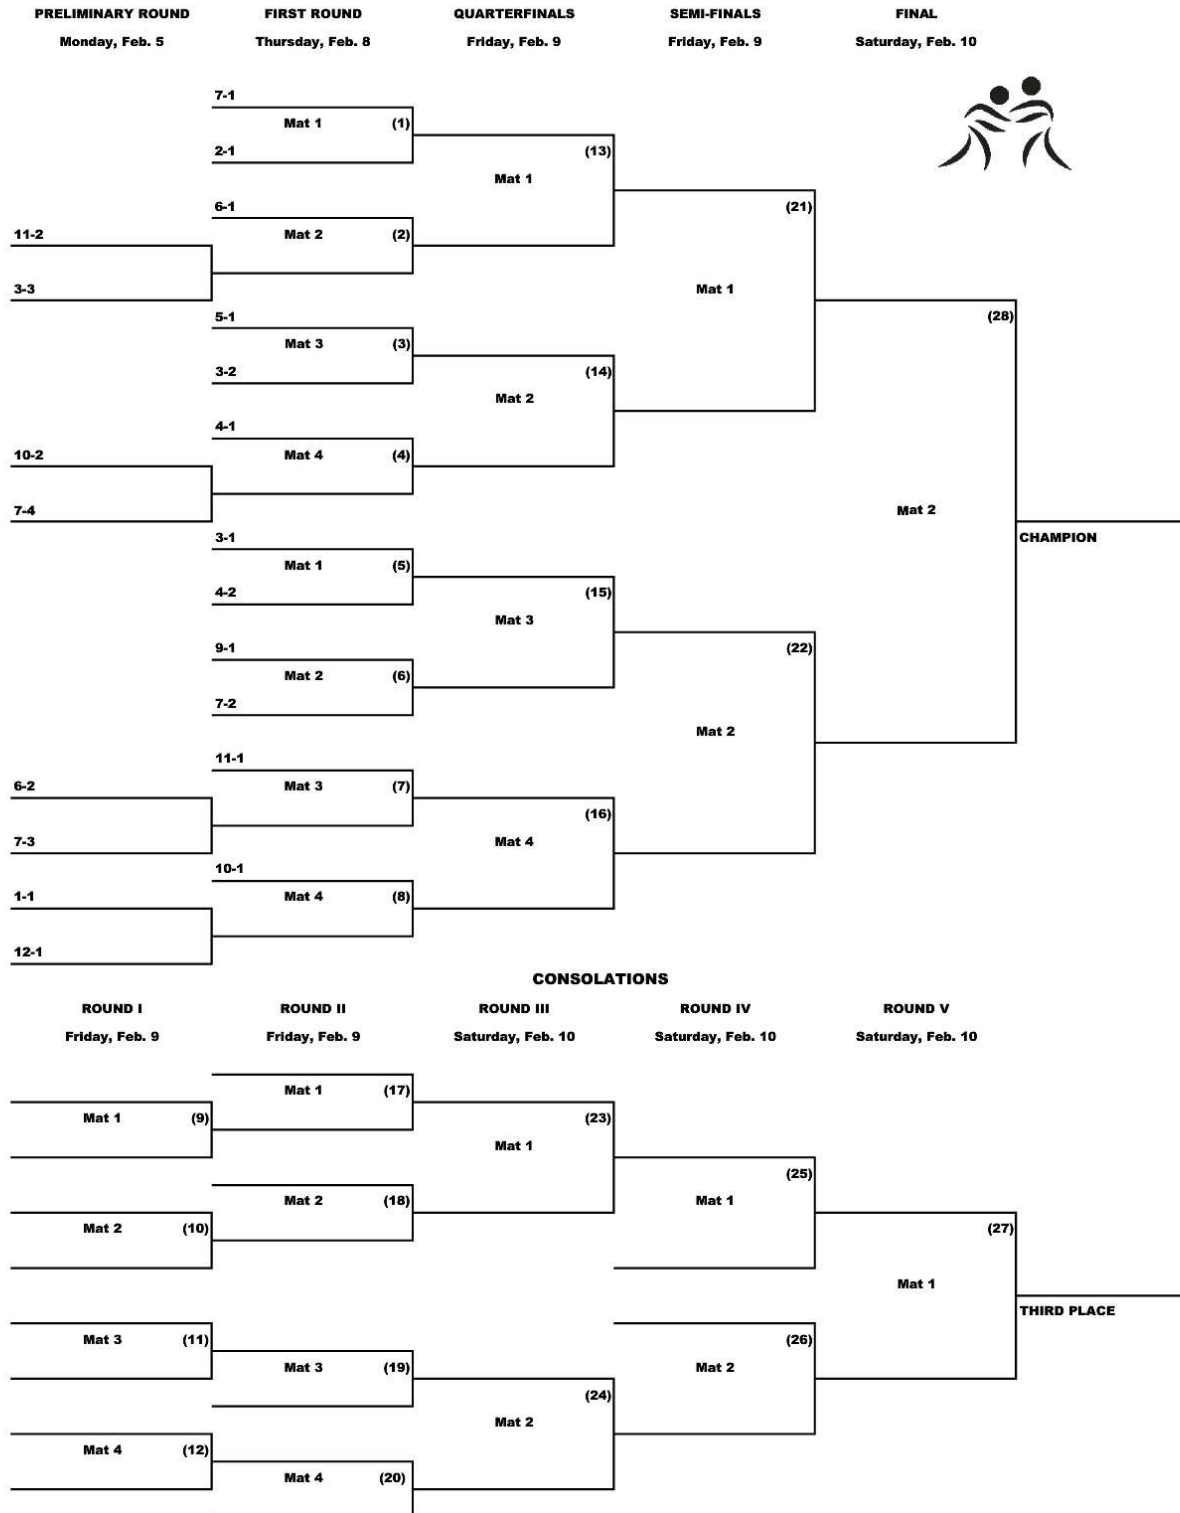 PRELIMINARY ROUND FIRST ROUND QUARTERFINALS SEMI-FINALS FINAL
Monday, Feb. 5 Thursday, Feb. 8 Friday, Feb. 9 Friday, Feb. 9 Saturday, Feb. 10
7-1
Mat 1 (1)
2-1 (13)
Mat 1
6-1 (21)
11-2 Mat 2 (2)
3-3 Mat 1
5-1 (28)
Mat 3 (3)
3-2 (14)
Mat 2
4-1
10-2 Mat 4 (4)
7-4 Mat 2
3-1 CHAMPION
Mat 1 (5)
4-2 (15)
Mat 3
9-1 (22)
Mat 2 (6)
7-2
Mat 2
11-1
6-2 Mat 3 (7)
(16)
7-3 Mat 4
10-1
1-1 Mat 4 (8)
12-1
CONSOLATIONS
ROUND I ROUND II ROUND III ROUND IV ROUND V
Friday, Feb. 9 Friday, Feb. 9 Saturday, Feb. 10 Saturday, Feb. 10 Saturday, Feb. 10
Mat 1 (17)
Mat 1 (9) (23)
Mat 1
(25)
Mat 2 (18) Mat 1
Mat 2 (10) (27)
Mat 1
THIRD PLACE
Mat 3 (11) (26)
Mat 3 (19) Mat 2
(24)
Mat 2
Mat 4 (12)
Mat 4 (20)